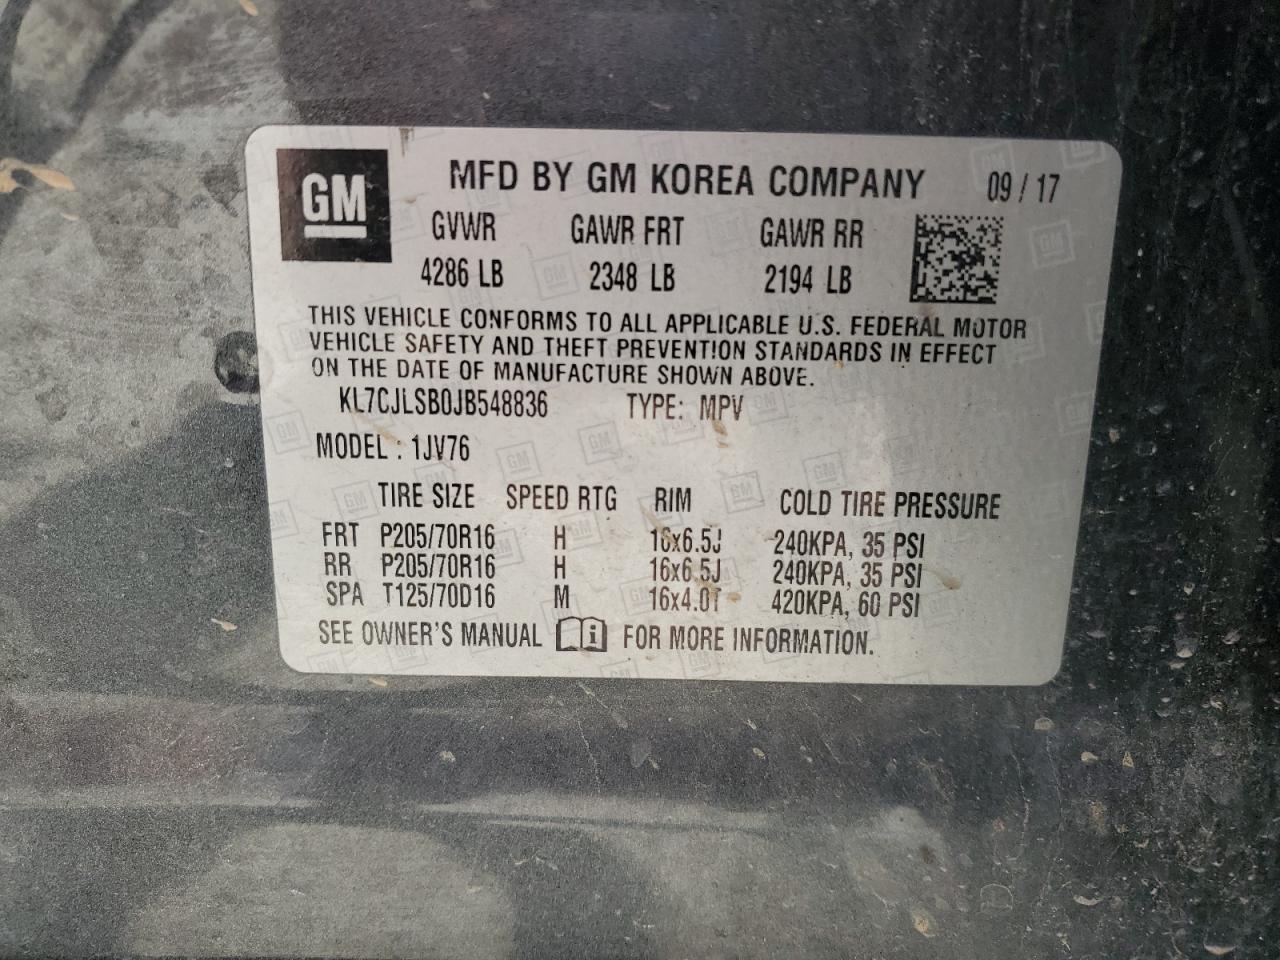 GM
MFD BY GM KOREA COMPANY 09 / 17
GVWR GAWR FRT GAWR RR
4286 LB 2348 LB 2194 LB
THIS VEHICLE CONFORMS TO ALL APPLICABLE U.S. FEDERAL MOTOR
VEHICLE SAFETY AND THEFT PREVENTION STANDARDS IN EFFECT
ON THE DATE OF MANUFACTURE SHOWN ABOVE.
KL7CJLSB0JB548836 TYPE: MPV
MODEL : 1JV76
TIRE SIZE SPEED RTG RIM COLD TIRE PRESSURE
FRT P205/70R16 H 16x6.5J 240KPA, 35 PSI
RR P205/70R16 H 16x6.5J 240KPA, 35 PSI
SPA T125/70D16 M 16x4.0T 420KPA, 60 PSI
SEE OWNER'S MANUAL i FOR MORE INFORMATION.